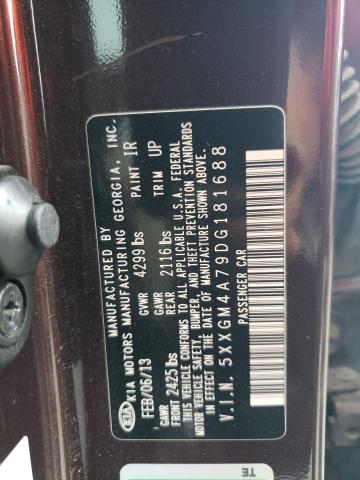 MANUFACTURED BY
KIA KIA MOTORS MANUFACTURING GEORGIA, INC.
FEB/06/13 GVWR 4299 lbs PAINT IR
GAWR FRONT 2425 lbs GAWR REAR 2116 lbs TRIM UP
THIS VEHICLE CONFORMS TO ALL APPLICABLE U.S.A. FEDERAL
MOTOR VEHICLE SAFETY, BUMPER, AND THEFT PREVENTION STANDARDS
IN EFFECT ON THE DATE OF MANUFACTURE SHOWN ABOVE.
V.I.N. 5XXGM4A79DG181688
PASSENGER CAR
TE